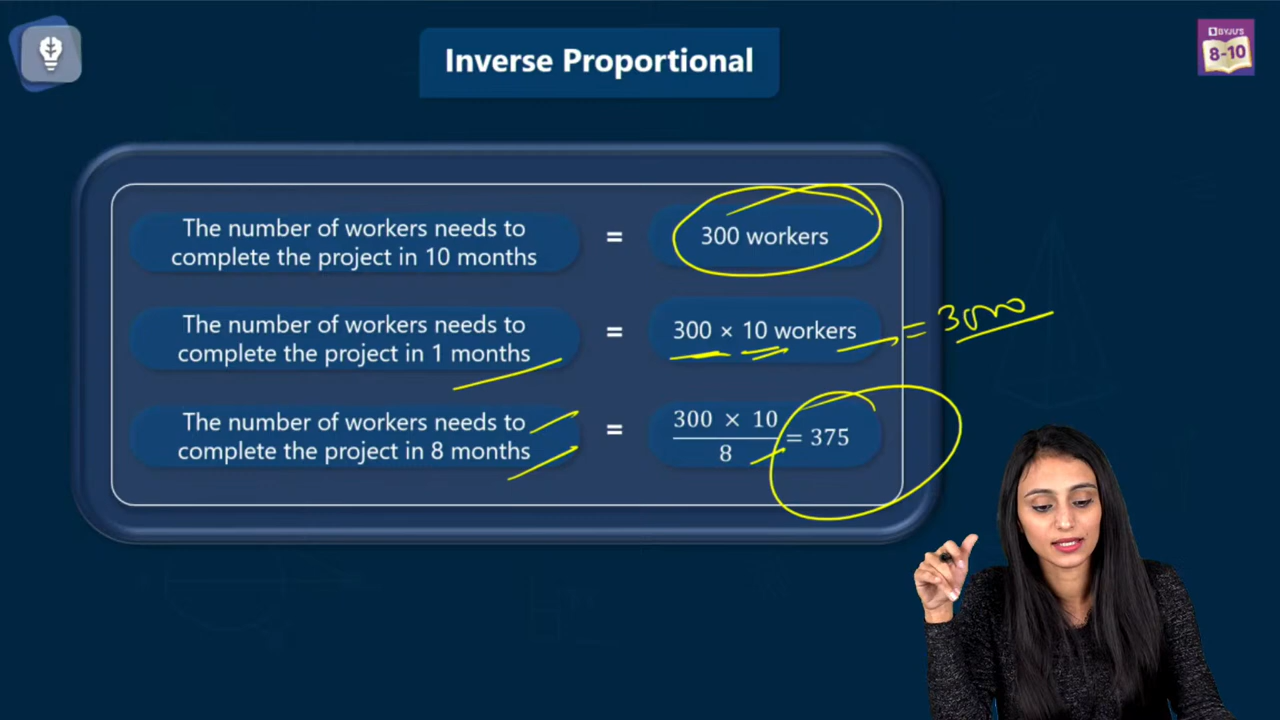 BYJU'S
8-10
Inverse Proportional
The number of workers needs to
complete the project in 10 months
=
300 workers
The number of workers needs to
complete the project in 1 months
=
300 × 10 workers
= 3000
The number of workers needs to
complete the project in 8 months
=
300 × 10
8
= 375